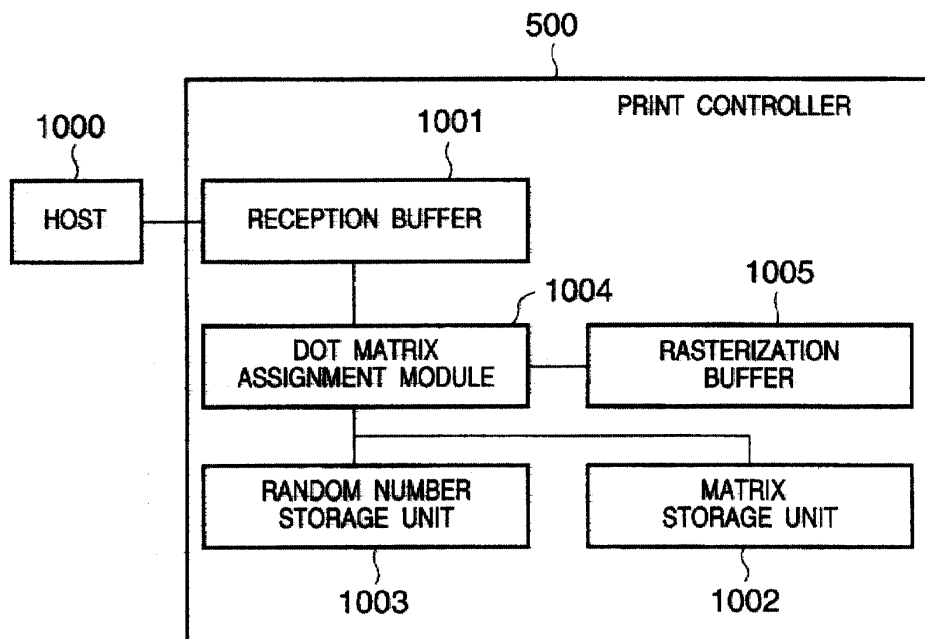 500
PRINT CONTROLLER
1000
1001
HOST
RECEPTION BUFFER
1004
1005
DOT MATRIX
ASSIGNMENT MODULE
RASTERIZATION
BUFFER
RANDOM NUMBER
STORAGE UNIT
MATRIX
STORAGE UNIT
1003
1002